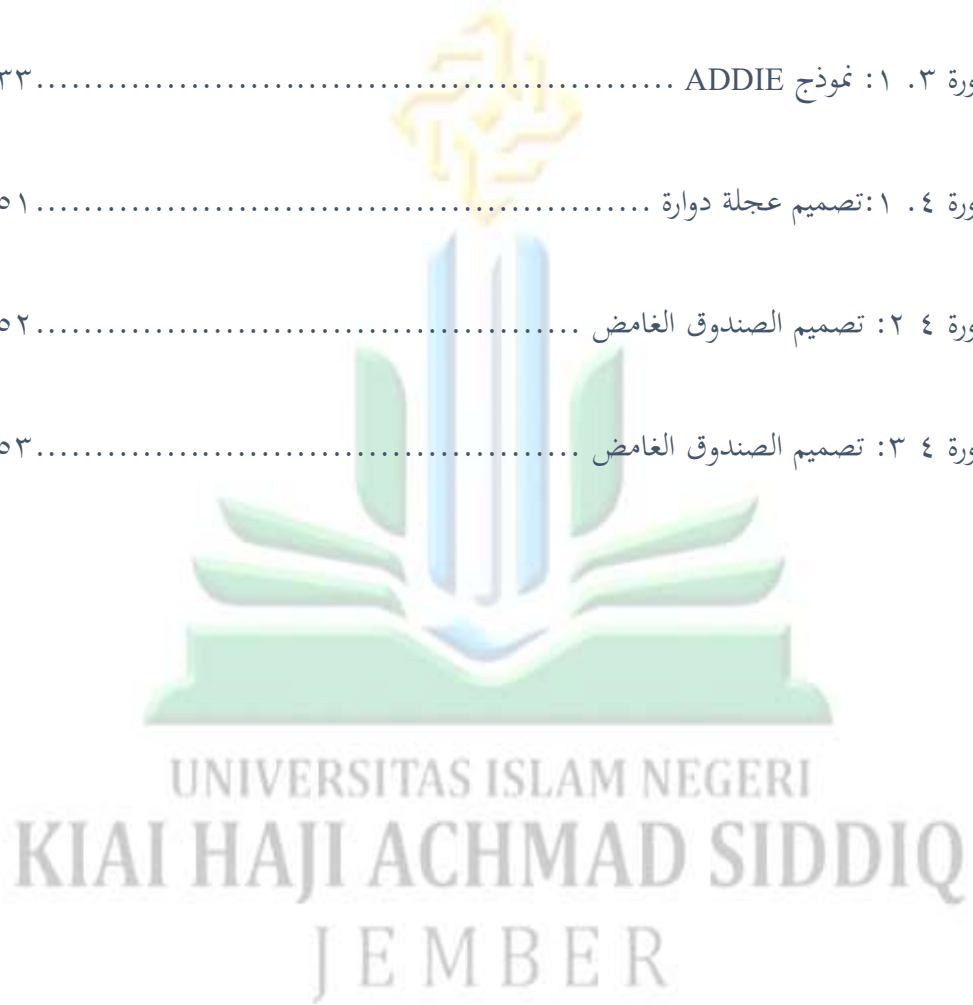 ورة ٣. ١: نموذج ADDIE ......................................................٣٣
ورة ٤. ١:تصميم عجلة دوارة ....................................................٥١
ورة ٤ ٢: تصميم الصندوق الغامض ..............................................٥٢
ورة ٤ ٣: تصميم الصندوق الغامض ..............................................٥٣
UNIVERSITAS ISLAM NEGERI
KIAI HAJI ACHMAD SIDDIQ
JEMBER